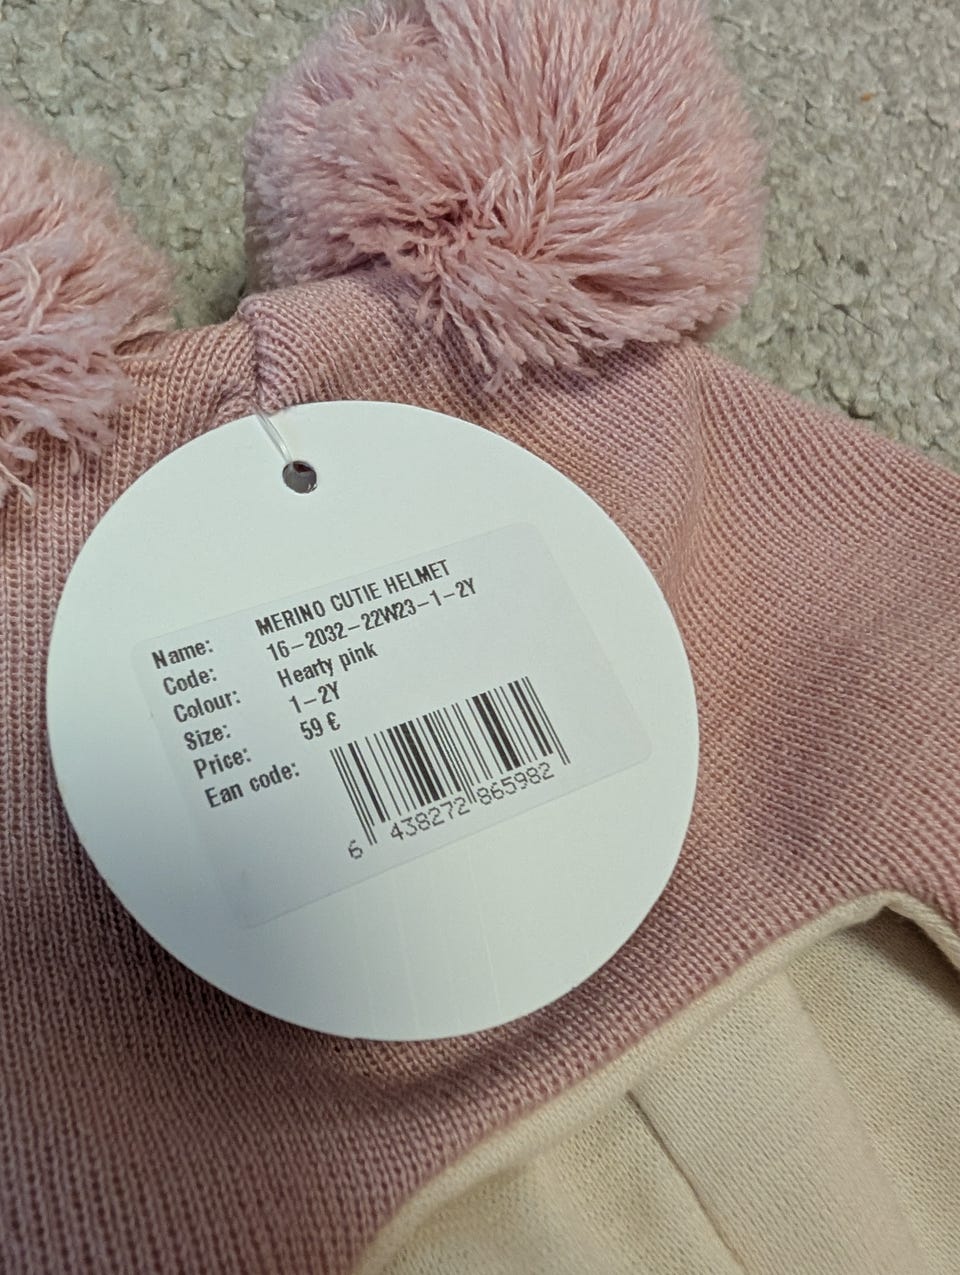 Name: MERINO CUTIE HELMET
Code: 16-2032-22W23-1-2Y
Colour: Hearty pink
Size: 1-2Y
Price: 59 €
Ean code:
6 438272 865982